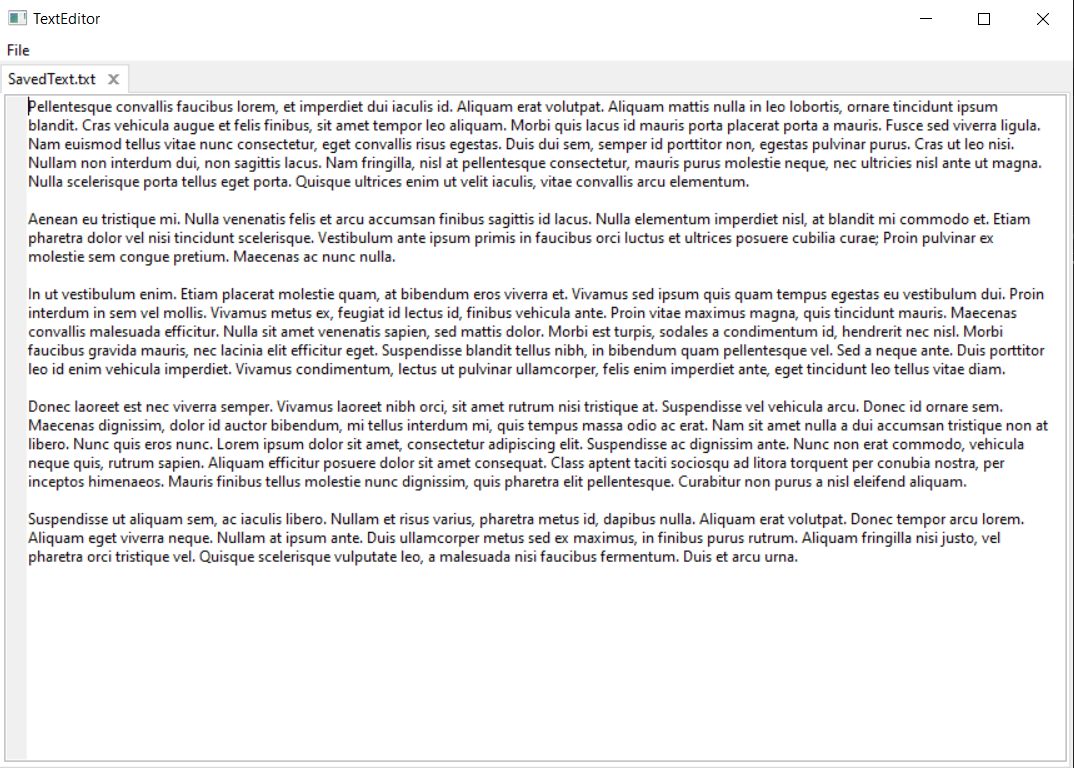 TextEditor
File
SavedText.txt
Pellentesque convallis faucibus lorem, et imperdiet dui iaculis id. Aliquam erat volutpat. Aliquam mattis nulla in leo lobortis, ornare tincidunt ipsum
blandit. Cras vehicula augue et felis finibus, sit amet tempor leo aliquam. Morbi quis lacus id mauris porta placerat porta a mauris. Fusce sed viverra ligula.
Nam euismod tellus vitae nunc consectetur, eget convallis risus egestas. Duis dui sem, semper id porttitor non, egestas pulvinar purus. Cras ut leo nisi.
Nullam non interdum dui, non sagittis lacus. Nam fringilla, nisl at pellentesque consectetur, mauris purus molestie neque, nec ultricies nisl ante ut magna.
Nulla scelerisque porta tellus eget porta. Quisque ultrices enim ut velit iaculis, vitae convallis arcu elementum.
Aenean eu tristique mi. Nulla venenatis felis et arcu accumsan finibus sagittis id lacus. Nulla elementum imperdiet nisl, at blandit mi commodo et. Etiam
pharetra dolor vel nisi tincidunt scelerisque. Vestibulum ante ipsum primis in faucibus orci luctus et ultrices posuere cubilia curae; Proin pulvinar ex
molestie sem congue pretium. Maecenas ac nunc nulla.
In ut vestibulum enim. Etiam placerat molestie quam, at bibendum eros viverra et. Vivamus sed ipsum quis quam tempus egestas eu vestibulum dui. Proin
interdum in sem vel mollis. Vivamus metus ex, feugiat id lectus id, finibus vehicula ante. Proin vitae maximus magna, quis tincidunt mauris. Maecenas
convallis malesuada efficitur. Nulla sit amet venenatis sapien, sed mattis dolor. Morbi est turpis, sodales a condimentum id, hendrerit nec nisl. Morbi
faucibus gravida mauris, nec lacinia elit efficitur eget. Suspendisse blandit tellus nibh, in bibendum quam pellentesque vel. Sed a neque ante. Duis porttitor
leo id enim vehicula imperdiet. Vivamus condimentum, lectus ut pulvinar ullamcorper, felis enim imperdiet ante, eget tincidunt leo tellus vitae diam.
Donec laoreet est nec viverra semper. Vivamus laoreet nibh orci, sit amet rutrum nisi tristique at. Suspendisse vel vehicula arcu. Donec id ornare sem.
Maecenas dignissim, dolor id auctor bibendum, mi tellus interdum mi, quis tempus massa odio ac erat. Nam sit amet nulla a dui accumsan tristique non at
libero. Nunc quis eros nunc. Lorem ipsum dolor sit amet, consectetur adipiscing elit. Suspendisse ac dignissim ante. Nunc non erat commodo, vehicula
neque quis, rutrum sapien. Aliquam efficitur posuere dolor sit amet consequat. Class aptent taciti sociosqu ad litora torquent per conubia nostra, per
inceptos himenaeos. Mauris finibus tellus molestie nunc dignissim, quis pharetra elit pellentesque. Curabitur non purus a nisl eleifend aliquam.
Suspendisse ut aliquam sem, ac iaculis libero. Nullam et risus varius, pharetra metus id, dapibus nulla. Aliquam erat volutpat. Donec tempor arcu lorem.
Aliquam eget viverra neque. Nullam at ipsum ante. Duis ullamcorper metus sed ex maximus, in finibus purus rutrum. Aliquam fringilla nisi justo, vel
pharetra orci tristique vel. Quisque scelerisque vulputate leo, a malesuada nisi faucibus fermentum. Duis et arcu urna.